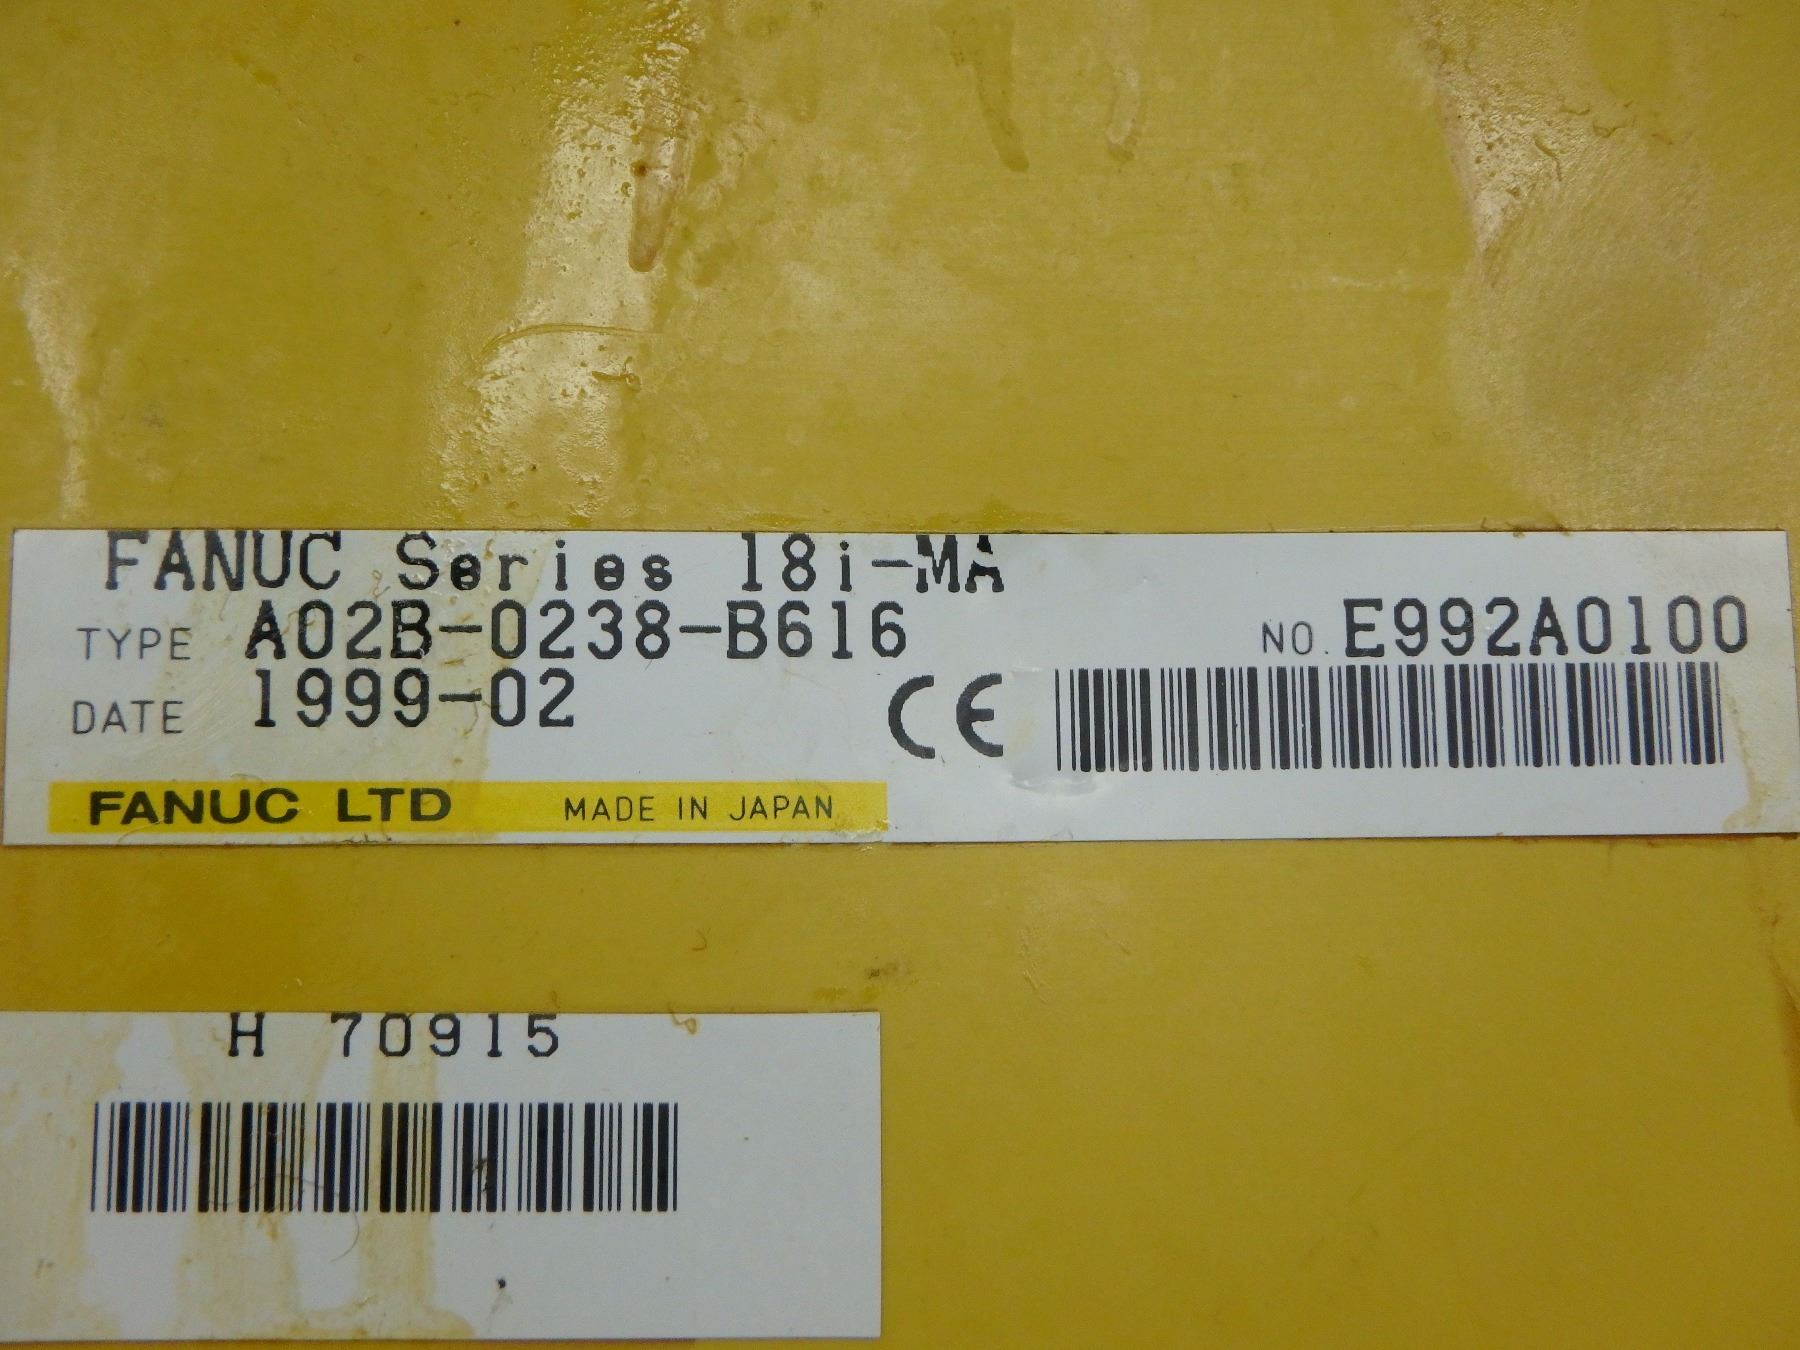 FANUC Series 18i-MA
TYPE A02B-0238-B616
NO. E992A0100
DATE 1999-02
CE
FANUC LTD MADE IN JAPAN
H 70915